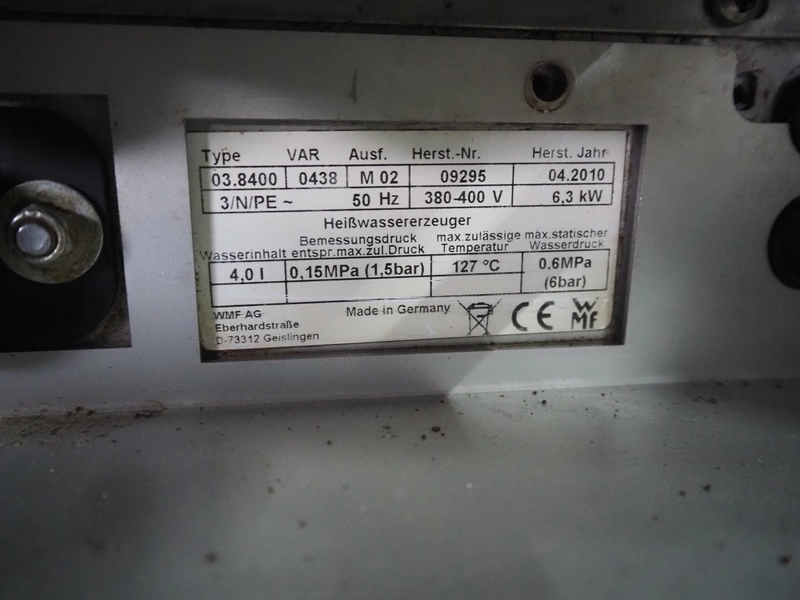 Type VAR Ausf. Herst.-Nr. Herst. Jahr
03.8400 0438 M 02 09295 04.2010
3/N/PE ~ 50 Hz 380-400 V 6,3 kW
Heißwassererzeuger
Wasserinhalt Bemessungsdruck entspr.max.zul.Druck max.zulässige Temperatur max.statischer Wasserdruck
4,0 l 0,15MPa (1,5bar) 127 °C 0,6MPa (6bar)
WMF AG Made in Germany CE WMF
Eberhardstraße
D-73312 Geislingen